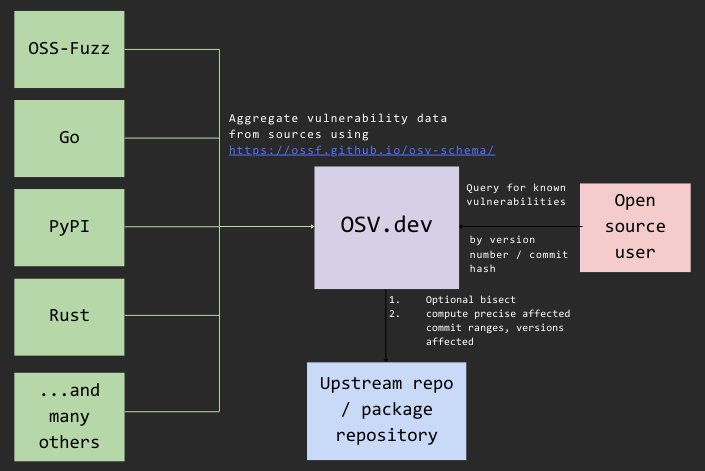 OSS-Fuzz
Go
PyPI
Rust
...and
many
others
Aggregate vulnerability data
from sources using
https://ossf.github.io/osv-schema/
OSV.dev
Query for known
vulnerabilities
by version
number / commit
hash
Open
source
user
1. Optional bisect
2. compute precise affected
commit ranges, versions
affected
Upstream repo
/ package
repository